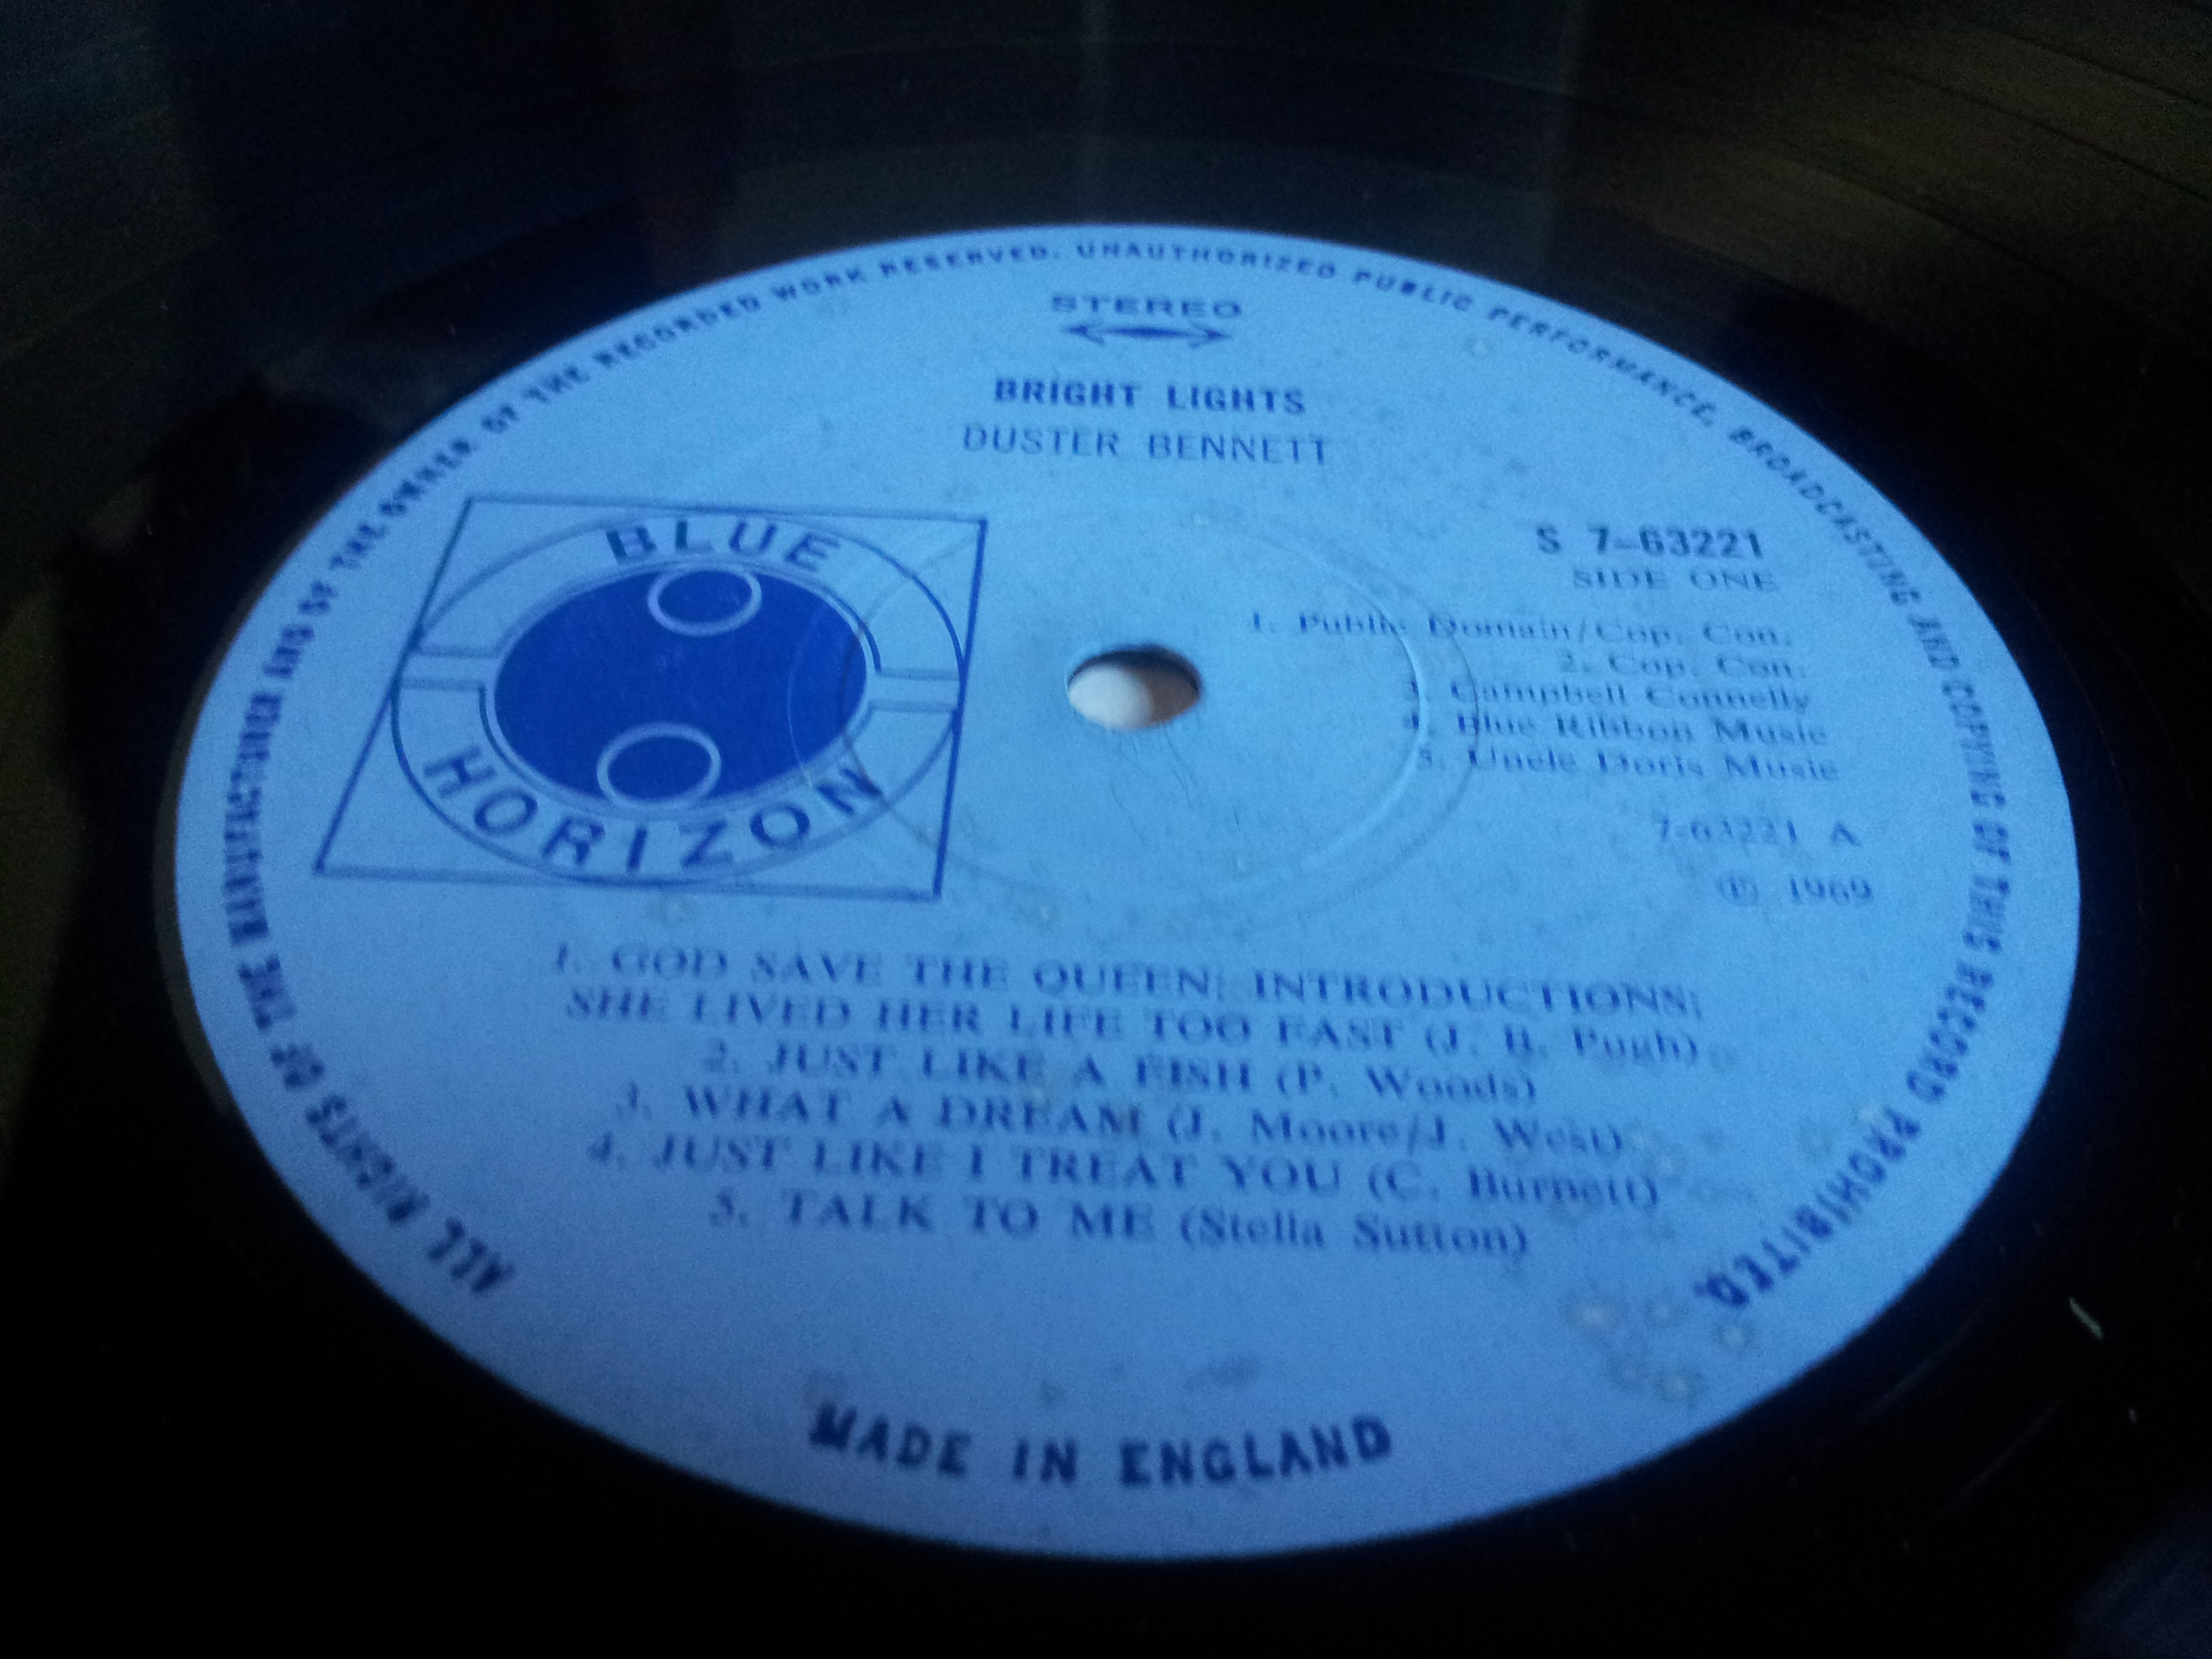 STEREO
BRIGHT LIGHTS
DUSTER BENNETT
BLUE
HORIZON
S 7-63221
SIDE ONE
1. Public Domain/Cop. Con.
2. Cop. Con.
3. Campbell Connelly
4. Blue Ribbon Music
5. Uncle Doris Music
7-63221 A
Ⓟ 1969
1. GOD SAVE THE QUEEN; INTRODUCTIONS;
SHE LIVED HER LIFE TOO FAST (J. B. Pugh)
2. JUST LIKE A FISH (P. Woods)
3. WHAT A DREAM (J. Moore/J. West)
4. JUST LIKE I TREAT YOU (C. Burnett)
5. TALK TO ME (Stella Sutton)
ALL RIGHTS OF THE MANUFACTURER AND OF THE OWNER OF THE RECORDED WORK RESERVED. UNAUTHORIZED PUBLIC PERFORMANCE, BROADCASTING AND COPYING OF THIS RECORD PROHIBITED.
MADE IN ENGLAND